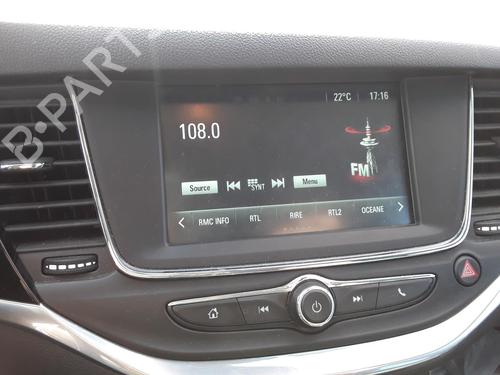 B-PARTS
22°C 17:16
108.0
FM
Source SYNT Menu
RMC INFO RTL RIRE RTL2 OCEANE